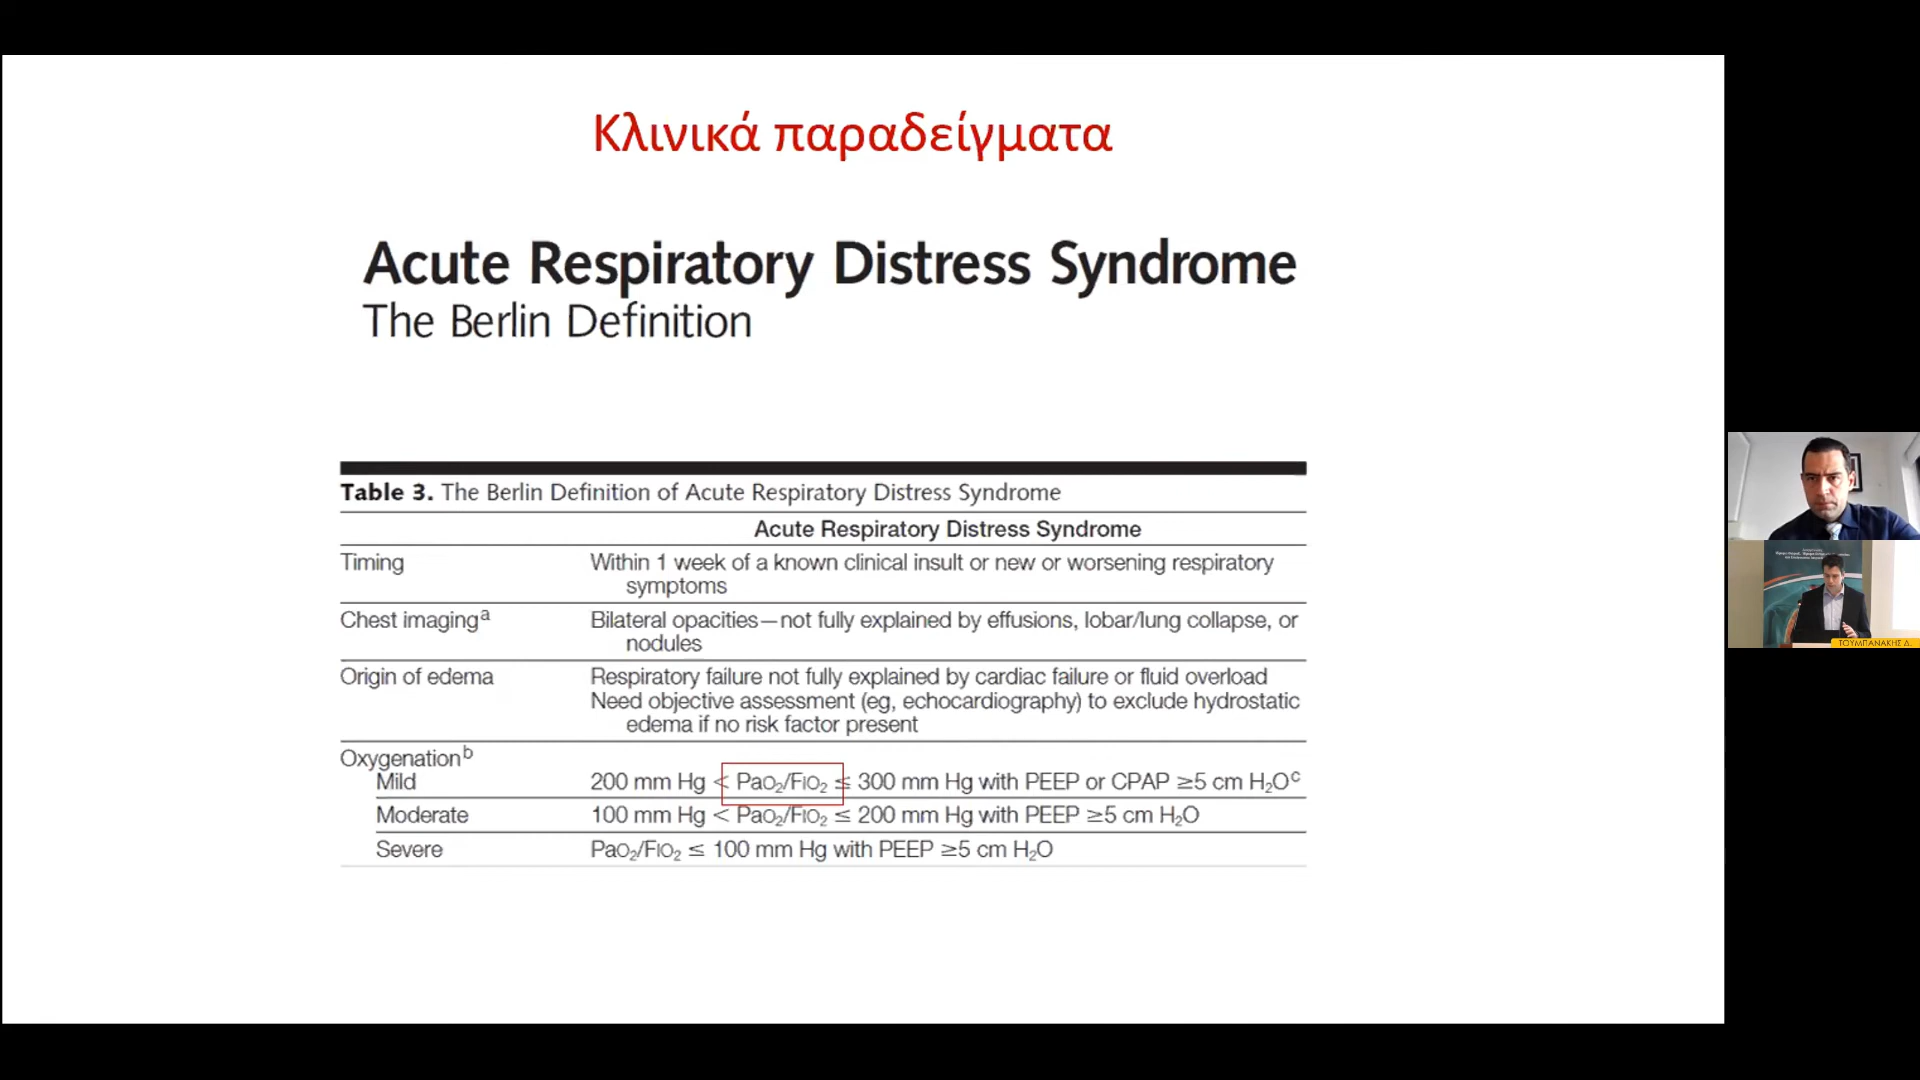 Κλινικά παραδείγματα
Acute Respiratory Distress Syndrome
The Berlin Definition
Table 3. The Berlin Definition of Acute Respiratory Distress Syndrome
Acute Respiratory Distress Syndrome
Timing Within 1 week of a known clinical insult or new or worsening respiratory
symptoms
Chest imagingᵃ Bilateral opacities—not fully explained by effusions, lobar/lung collapse, or
nodules
Origin of edema Respiratory failure not fully explained by cardiac failure or fluid overload
Need objective assessment (eg, echocardiography) to exclude hydrostatic
edema if no risk factor present
Oxygenationᵇ
Mild 200 mm Hg < PaO₂/FIO₂ ≤ 300 mm Hg with PEEP or CPAP ≥5 cm H₂Oᶜ
Moderate 100 mm Hg < PaO₂/FIO₂ ≤ 200 mm Hg with PEEP ≥5 cm H₂O
Severe PaO₂/FIO₂ ≤ 100 mm Hg with PEEP ≥5 cm H₂O
ΤΟΥΜΠΑΝΑΚΗΣ Δ.